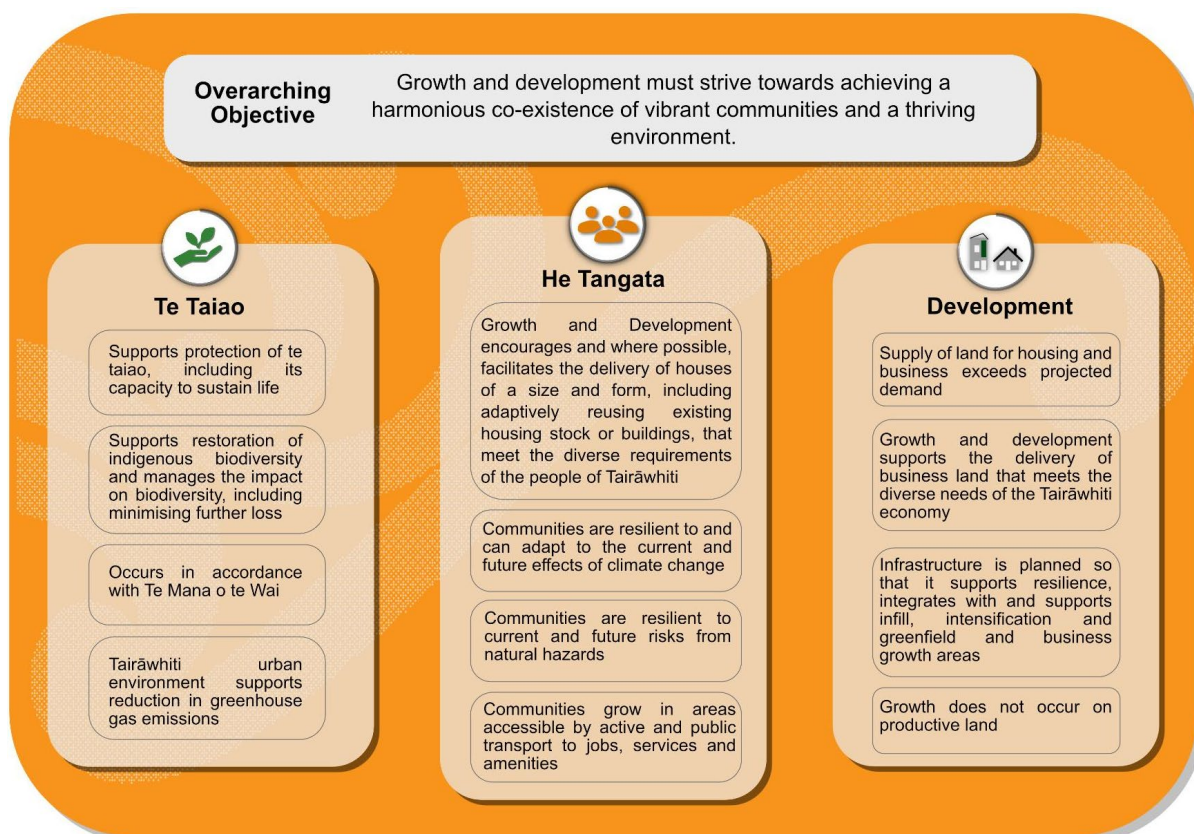 Overarching
Objective
Growth and development must strive towards achieving a
harmonious co-existence of vibrant communities and a thriving
environment.
Te Taiao
Supports protection of te
taiao, including its
capacity to sustain life
Supports restoration of
indigenous biodiversity
and manages the impact
on biodiversity, including
minimising further loss
Occurs in accordance
with Te Mana o te Wai
Tairāwhiti urban
environment supports
reduction in greenhouse
gas emissions
He Tangata
Growth and Development
encourages and where possible,
facilitates the delivery of houses
of a size and form, including
adaptively reusing existing
housing stock or buildings, that
meet the diverse requirements
of the people of Tairāwhiti
Communities are resilient to and
can adapt to the current and
future effects of climate change
Communities are resilient to
current and future risks from
natural hazards
Communities grow in areas
accessible by active and public
transport to jobs, services and
amenities
Development
Supply of land for housing and
business exceeds projected
demand
Growth and development
supports the delivery of
business land that meets the
diverse needs of the Tairāwhiti
economy
Infrastructure is planned so
that it supports resilience,
integrates with and supports
infill, intensification and
greenfield and business
growth areas
Growth does not occur on
productive land